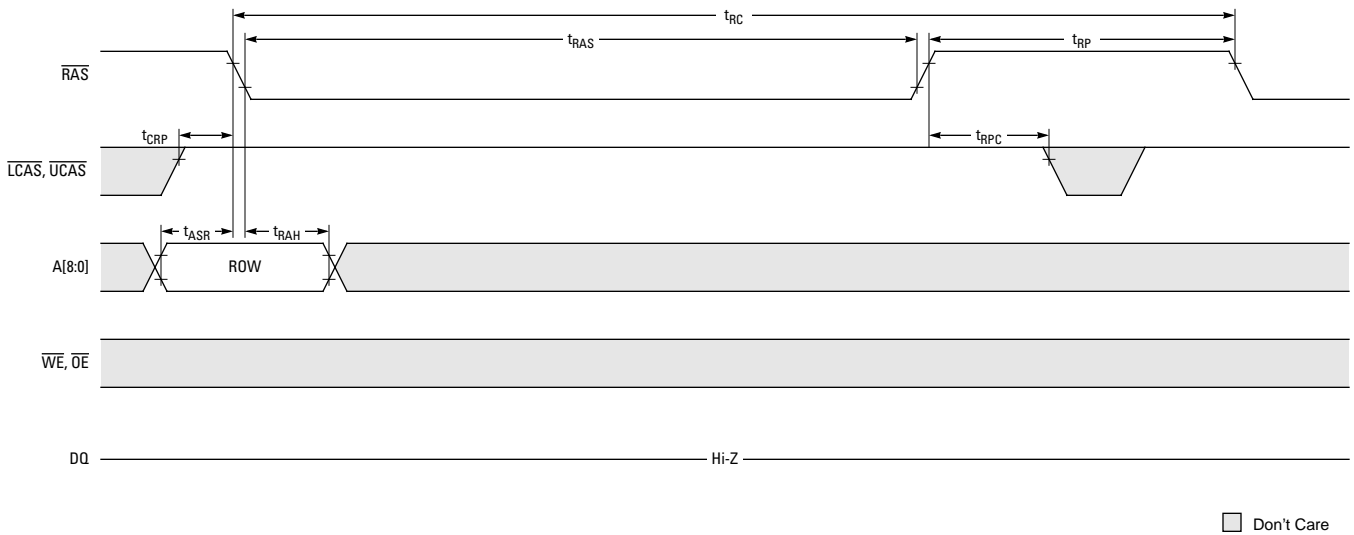 tRC
tRAS
tRP
RAS
tCRP
tRPC
LCAS, UCAS
tASR
tRAH
A[8:0]
ROW
WE, OE
DQ
Hi-Z
Don't Care